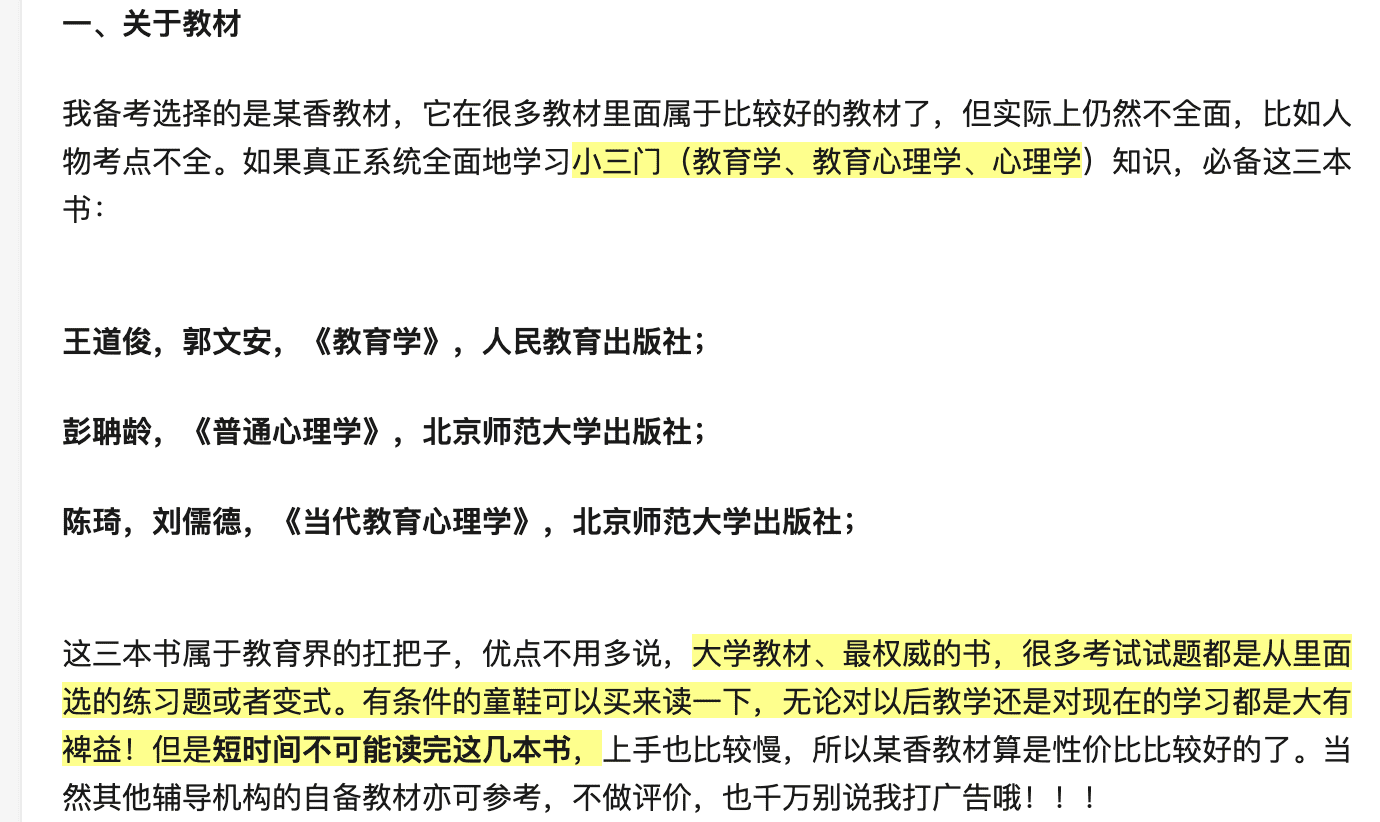 一、关于教材
我备考选择的是某香教材，它在很多教材里面属于比较好的教材了，但实际上仍然不全面，比如人
物考点不全。如果真正系统全面地学习小三门（教育学、教育心理学、心理学）知识，必备这三本
书：
王道俊，郭文安，《教育学》，人民教育出版社；
彭聃龄，《普通心理学》，北京师范大学出版社；
陈琦，刘儒德，《当代教育心理学》，北京师范大学出版社；
这三本书属于教育界的扛把子，优点不用多说，大学教材、最权威的书，很多考试试题都是从里面
选的练习题或者变式。有条件的童鞋可以买来读一下，无论对以后教学还是对现在的学习都是大有
裨益！但是短时间不可能读完这几本书，上手也比较慢，所以某香教材算是性价比比较好的了。当
然其他辅导机构的自备教材亦可参考，不做评价，也千万别说我打广告哦！！！